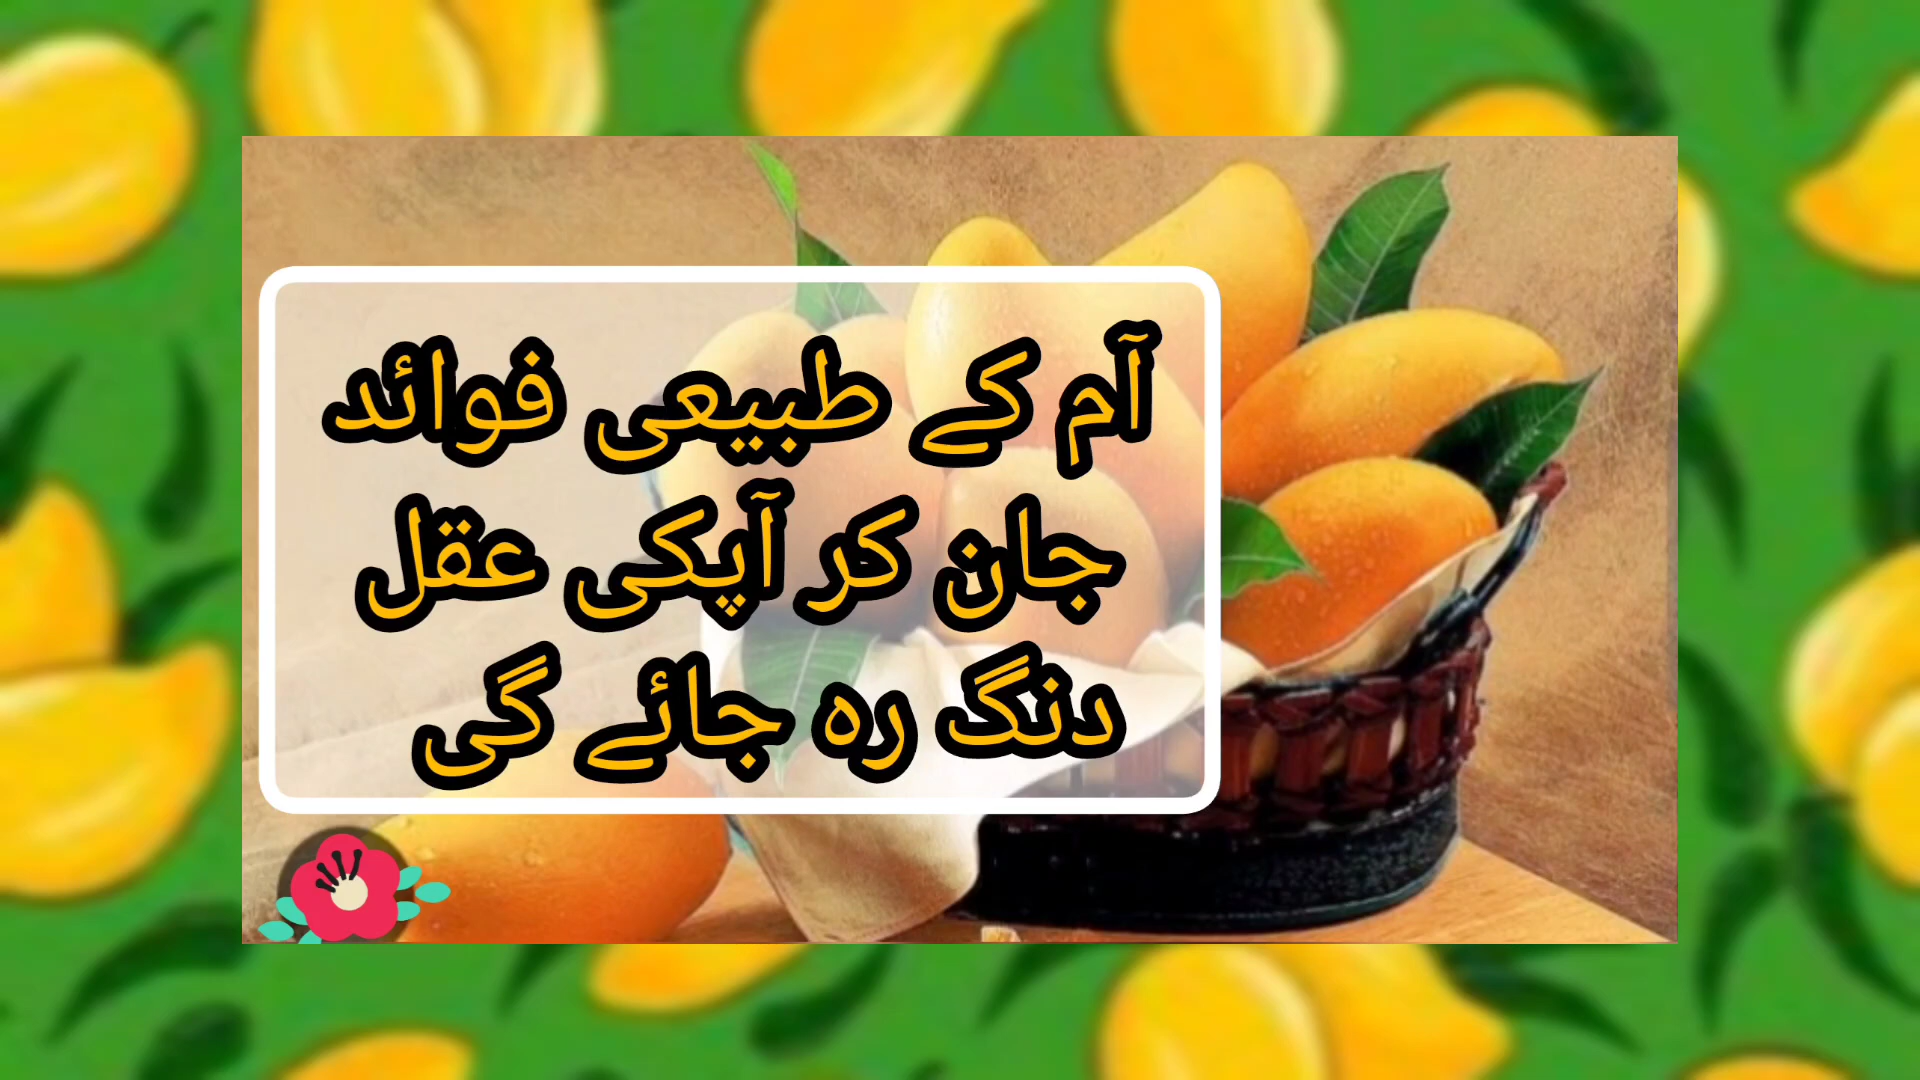 آم کے طبیعی فوائد
جان کر آپکی عقل
دنگ رہ جائے گی